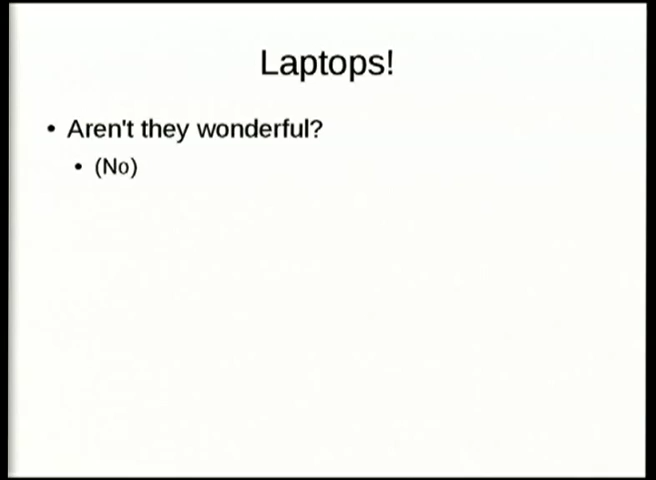 Laptops!
• Aren't they wonderful?
• (No)